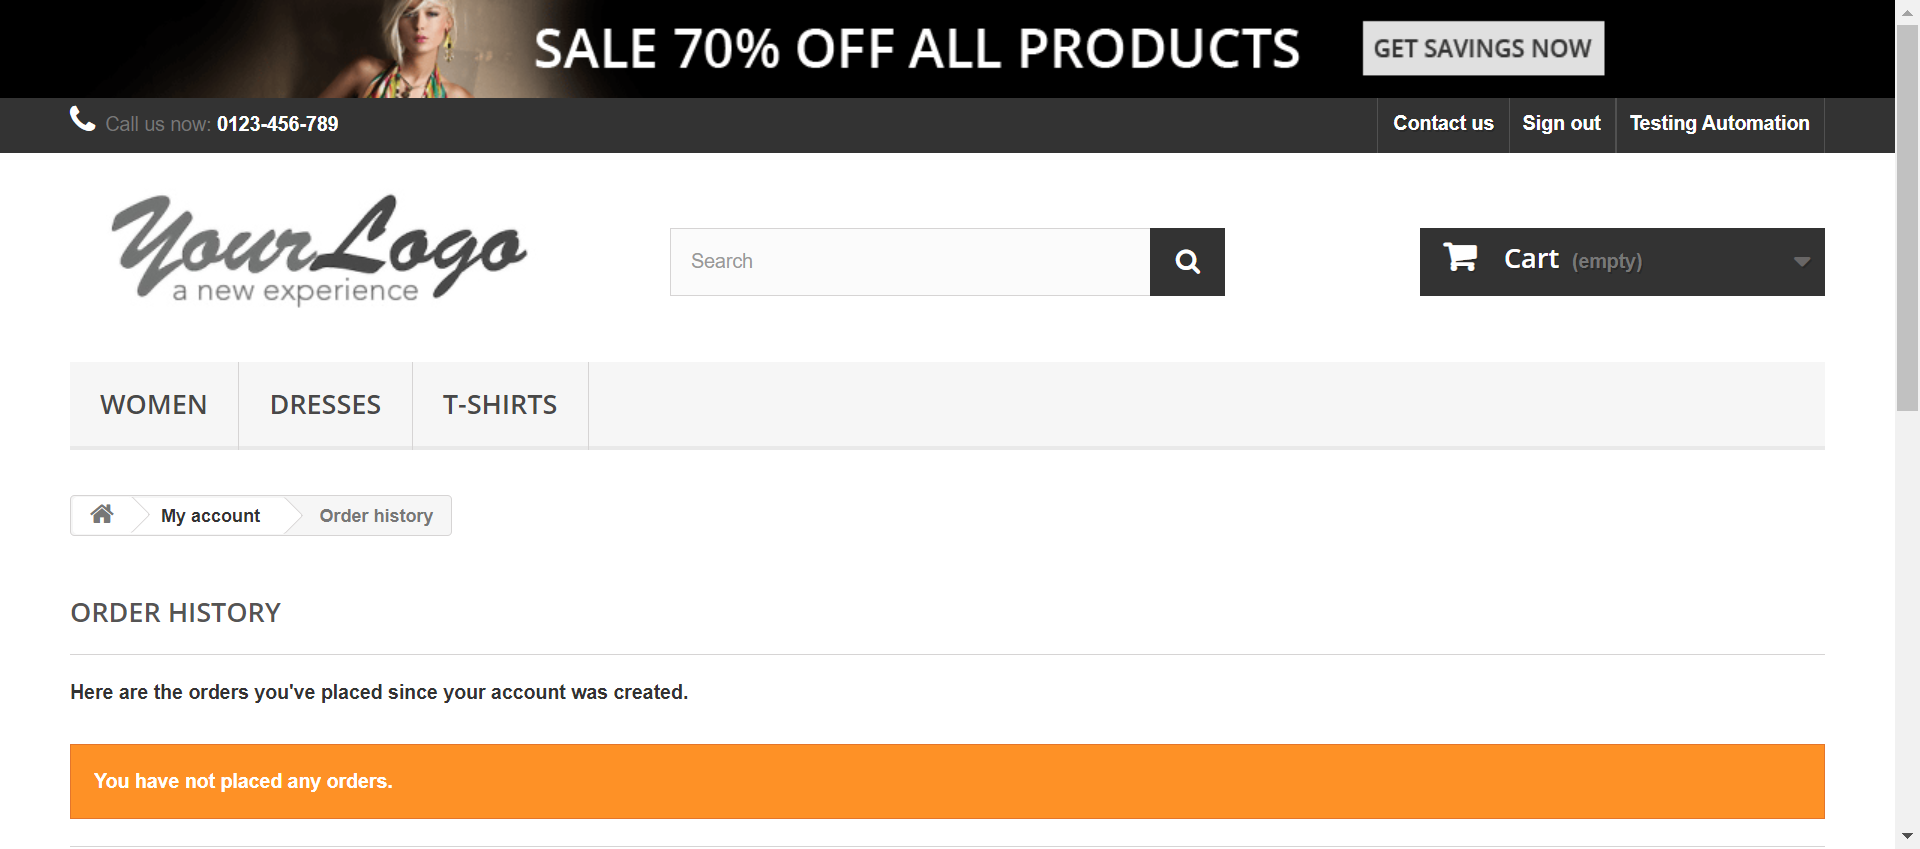 SALE 70% OFF ALL PRODUCTS GET SAVINGS NOW
Call us now: 0123-456-789 Contact us Sign out Testing Automation
Your Logo
a new experience
Search
Cart (empty)
WOMEN DRESSES T-SHIRTS
My account Order history
ORDER HISTORY
Here are the orders you've placed since your account was created.
You have not placed any orders.